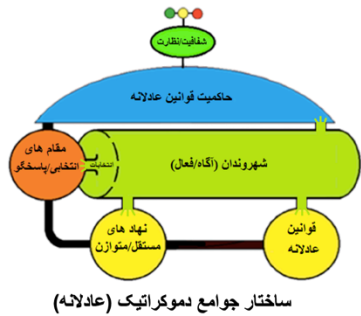 شفافیت/نظارت
حاکمیت قوانین عادلانه
مقام های
انتخابی/پاسخگو
انتخابات
شهروندان (آگاه/فعال)
نهاد های
مستقل/متوازن
قوانین
عادلانه
ساختار جوامع دموکراتیک (عادلانه)